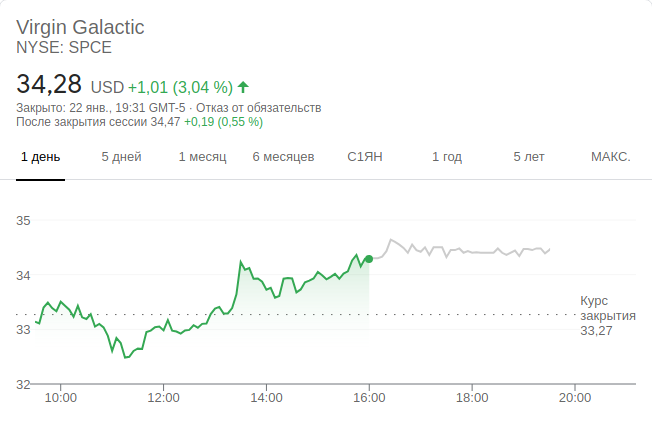 Virgin Galactic
NYSE: SPCE
34,28 USD +1,01 (3,04 %)
Закрыто: 22 янв., 19:31 GMT-5 · Отказ от обязательств
После закрытия сессии 34,47 +0,19 (0,55 %)
1 день 5 дней 1 месяц 6 месяцев С1ЯН 1 год 5 лет МАКС.
35
34
Курс
закрытия
33,27
33
32
10:00 12:00 14:00 16:00 18:00 20:00